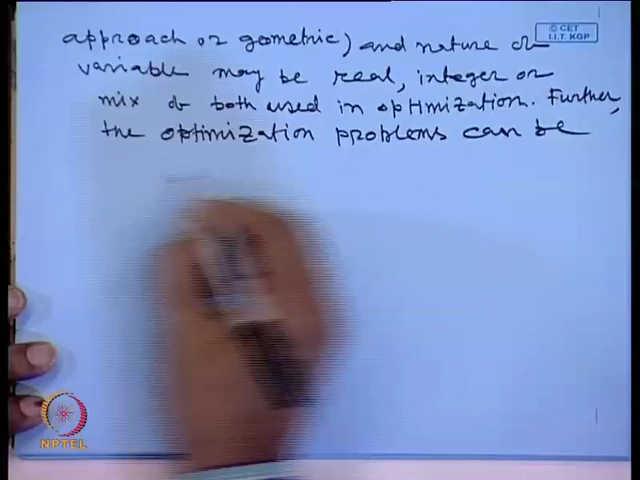 approach or gometric) and nature of
© CET
I.I.T. KGP
variable may be real, integer or
mix of both used in optimization. Further,
the optimization problems can be
NPTEL